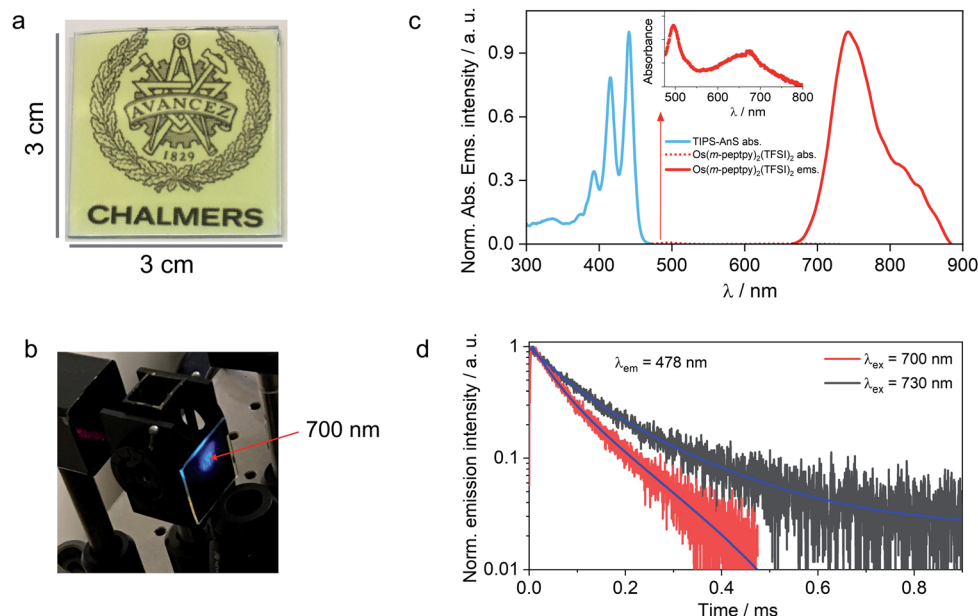 a
3 cm
AVANCEZ
1829
CHALMERS
3 cm
b
700 nm
c
Norm. Abs. Ems. intensity / a. u.
0.9
0.6
0.3
0.0
300 400 500 600 700 800 900
λ / nm
Absorbance
500 600 700 800
λ / nm
TIPS-AnS abs.
Os(m-peptpy)₂(TFSI)₂ abs.
Os(m-peptpy)₂(TFSI)₂ ems.
d
Norm. emission intensity / a. u.
1
0.1
0.01
λem = 478 nm
λex = 700 nm
λex = 730 nm
0.0 0.2 0.4 0.6 0.8
Time / ms